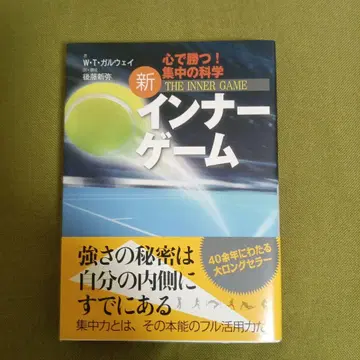 著
W・T・ガルウェイ
訳・解説
後藤新弥
心で勝つ!
集中の科学
THE INNER GAME
新
インナー
ゲーム
強さの秘密は
自分の内側に
すでにある
40余年にわたる
大ロングセラー
集中力とは、その本能のフル活用力だ